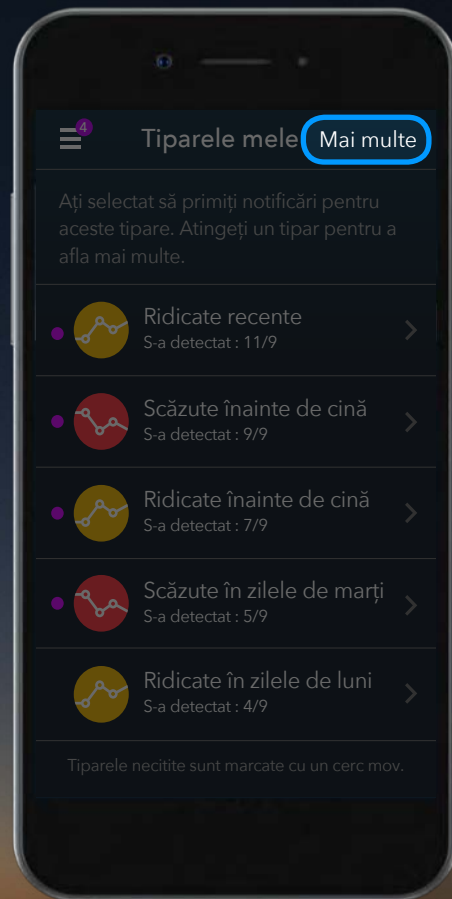 4
Tiparele mele Mai multe
Ați selectat să primiți notificări pentru
aceste tipare. Atingeți un tipar pentru a
afla mai multe.
Ridicate recente
S-a detectat : 11/9
Scăzute înainte de cină
S-a detectat : 9/9
Ridicate înainte de cină
S-a detectat : 7/9
Scăzute în zilele de marți
S-a detectat : 5/9
Ridicate în zilele de luni
S-a detectat : 4/9
Tiparele necitite sunt marcate cu un cerc mov.